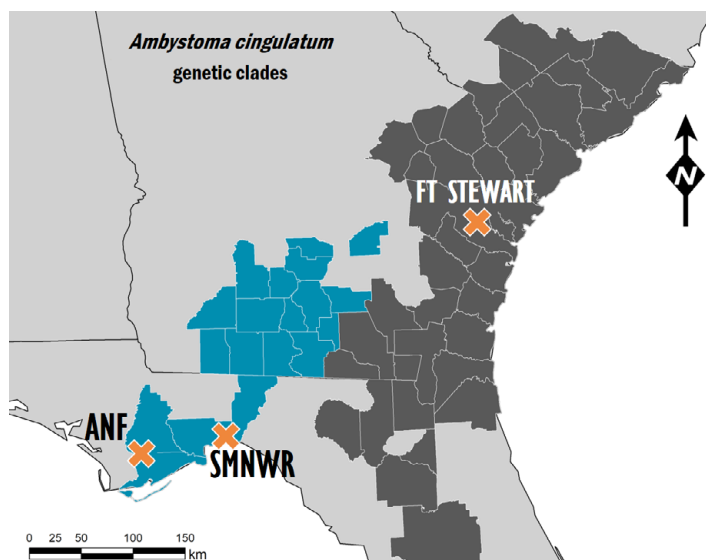 Ambystoma cingulatum
genetic clades
N
FT STEWART
ANF
SMNWR
0 25 50 100 150
km